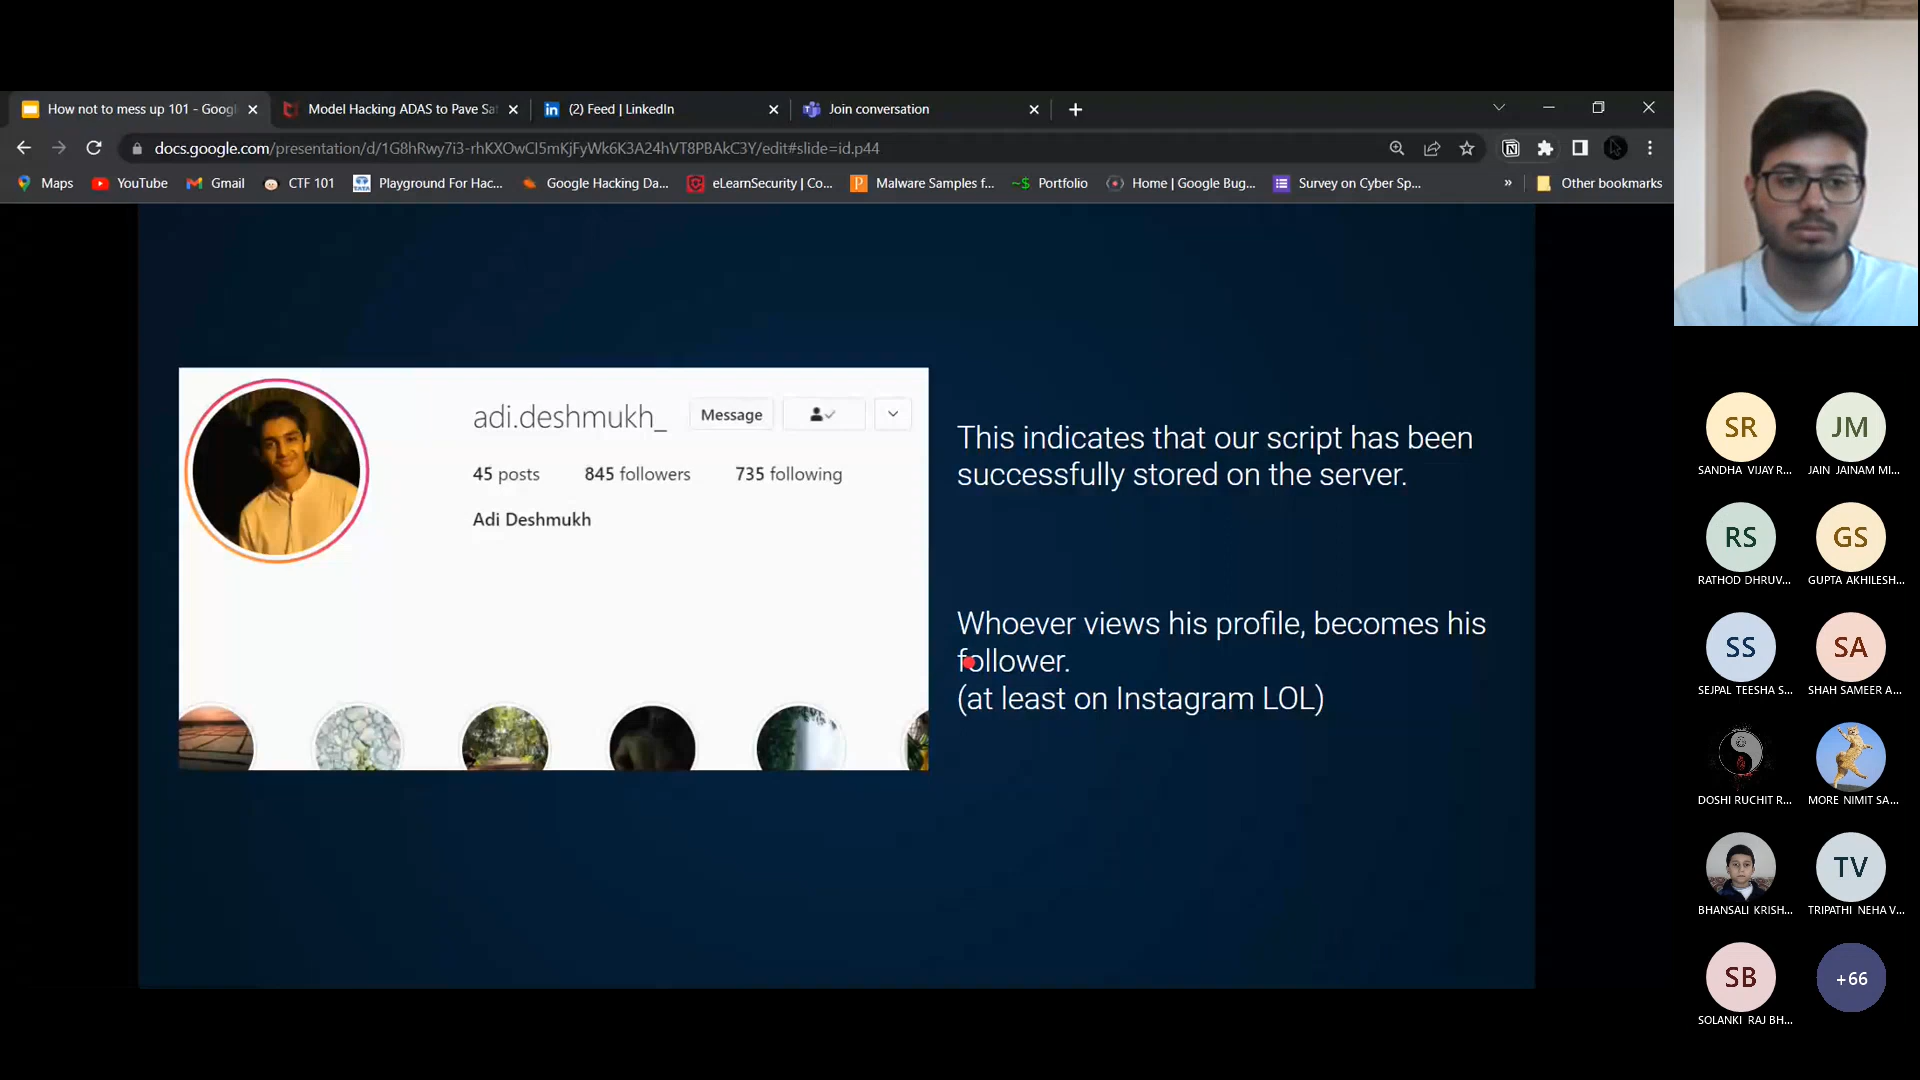 How not to mess up 101 - Googl
Model Hacking ADAS to Pave Sa
(2) Feed | LinkedIn
Join conversation
docs.google.com/presentation/d/1G8hRwy7i3-rhKXOwCI5mKjFyWk6K3A24hVT8PBAkC3Y/edit#slide=id.p44
Maps
YouTube
Gmail
CTF 101
Playground For Hac...
Google Hacking Da...
eLearnSecurity | Co...
Malware Samples f...
~$ Portfolio
Home | Google Bug...
Survey on Cyber Sp...
»
Other bookmarks
adi.deshmukh_
Message
45 posts
845 followers
735 following
Adi Deshmukh
This indicates that our script has been
successfully stored on the server.
Whoever views his profile, becomes his
follower.
(at least on Instagram LOL)
SR
JM
SANDHA VIJAY R...
JAIN JAINAM MI...
RS
GS
RATHOD DHRUV...
GUPTA AKHILESH...
SS
SA
SEJPAL TEESHA S...
SHAH SAMEER A...
DOSHI RUCHIT R...
MORE NIMIT SA...
TV
BHANSALI KRISH...
TRIPATHI NEHA V...
SB
+66
SOLANKI RAJ BH...